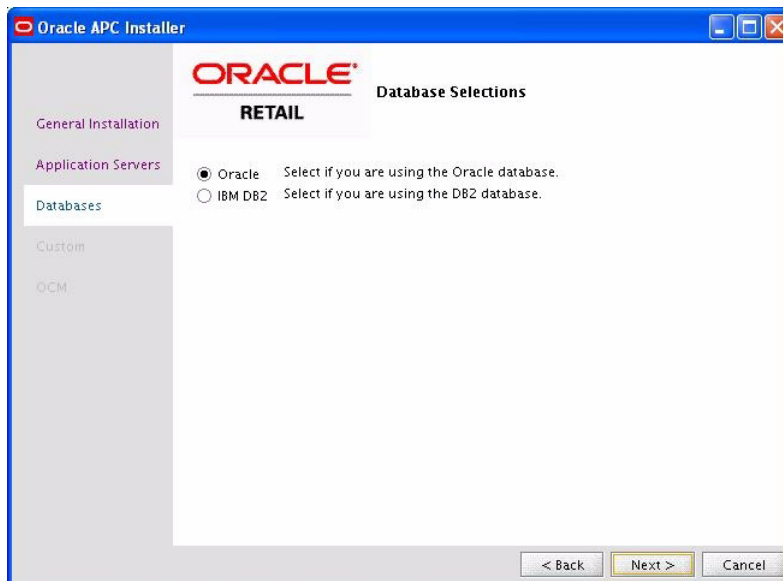 Oracle APC Installer
ORACLE
RETAIL
Database Selections
General Installation
Application Servers
Databases
Custom
OCM
Oracle Select if you are using the Oracle database.
IBM DB2 Select if you are using the DB2 database.
< Back Next > Cancel